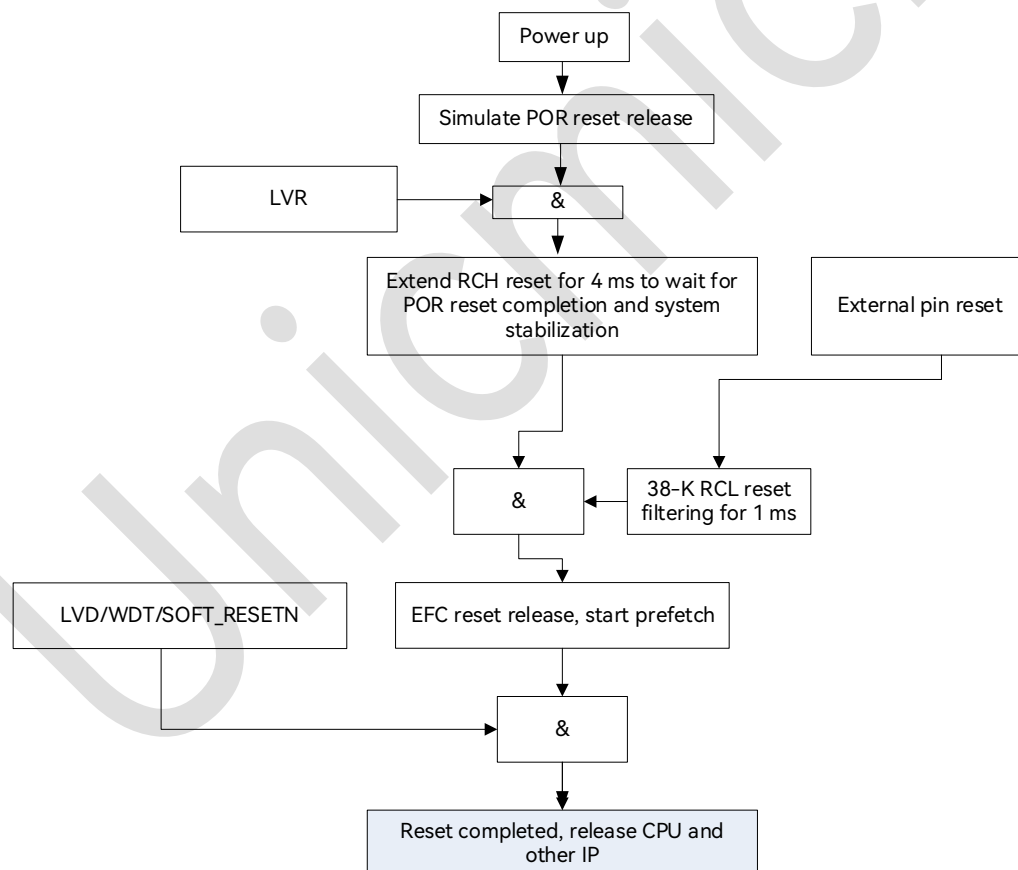 Power up
Simulate POR reset release
LVR
&
Extend RCH reset for 4 ms to wait for
POR reset completion and system
stabilization
External pin reset
&
38-K RCL reset
filtering for 1 ms
LVD/WDT/SOFT_RESETN
EFC reset release, start prefetch
&
Reset completed, release CPU and
other IP
Unicmic